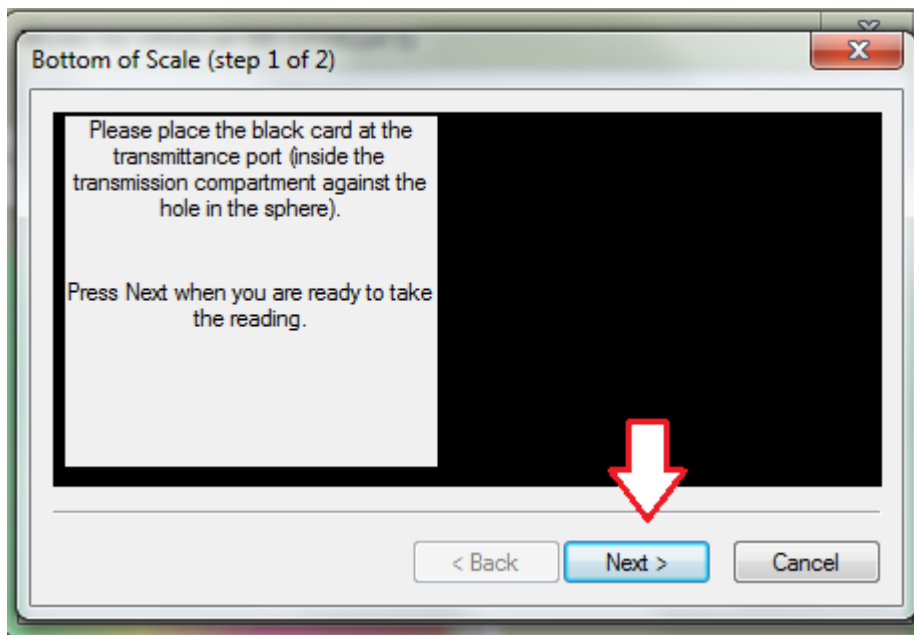 Bottom of Scale (step 1 of 2)
Please place the black card at the
transmittance port (inside the
transmission compartment against the
hole in the sphere).
Press Next when you are ready to take
the reading.
< Back
Next >
Cancel